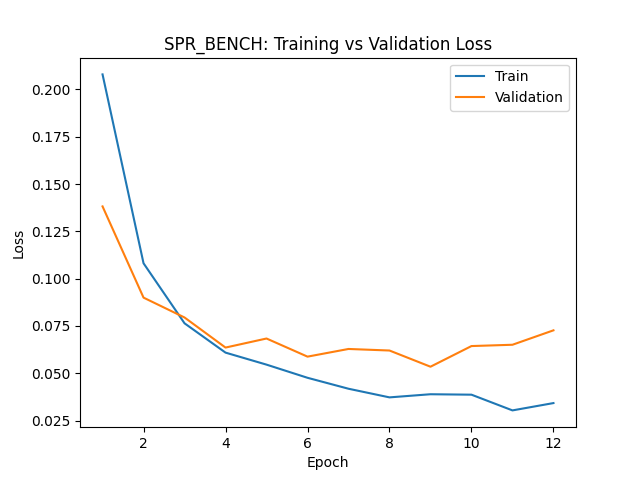 SPR_BENCH: Training vs Validation Loss
Train
Validation
0.200
0.175
0.150
0.125
0.100
0.075
0.050
0.025
Loss
2 4 6 8 10 12
Epoch